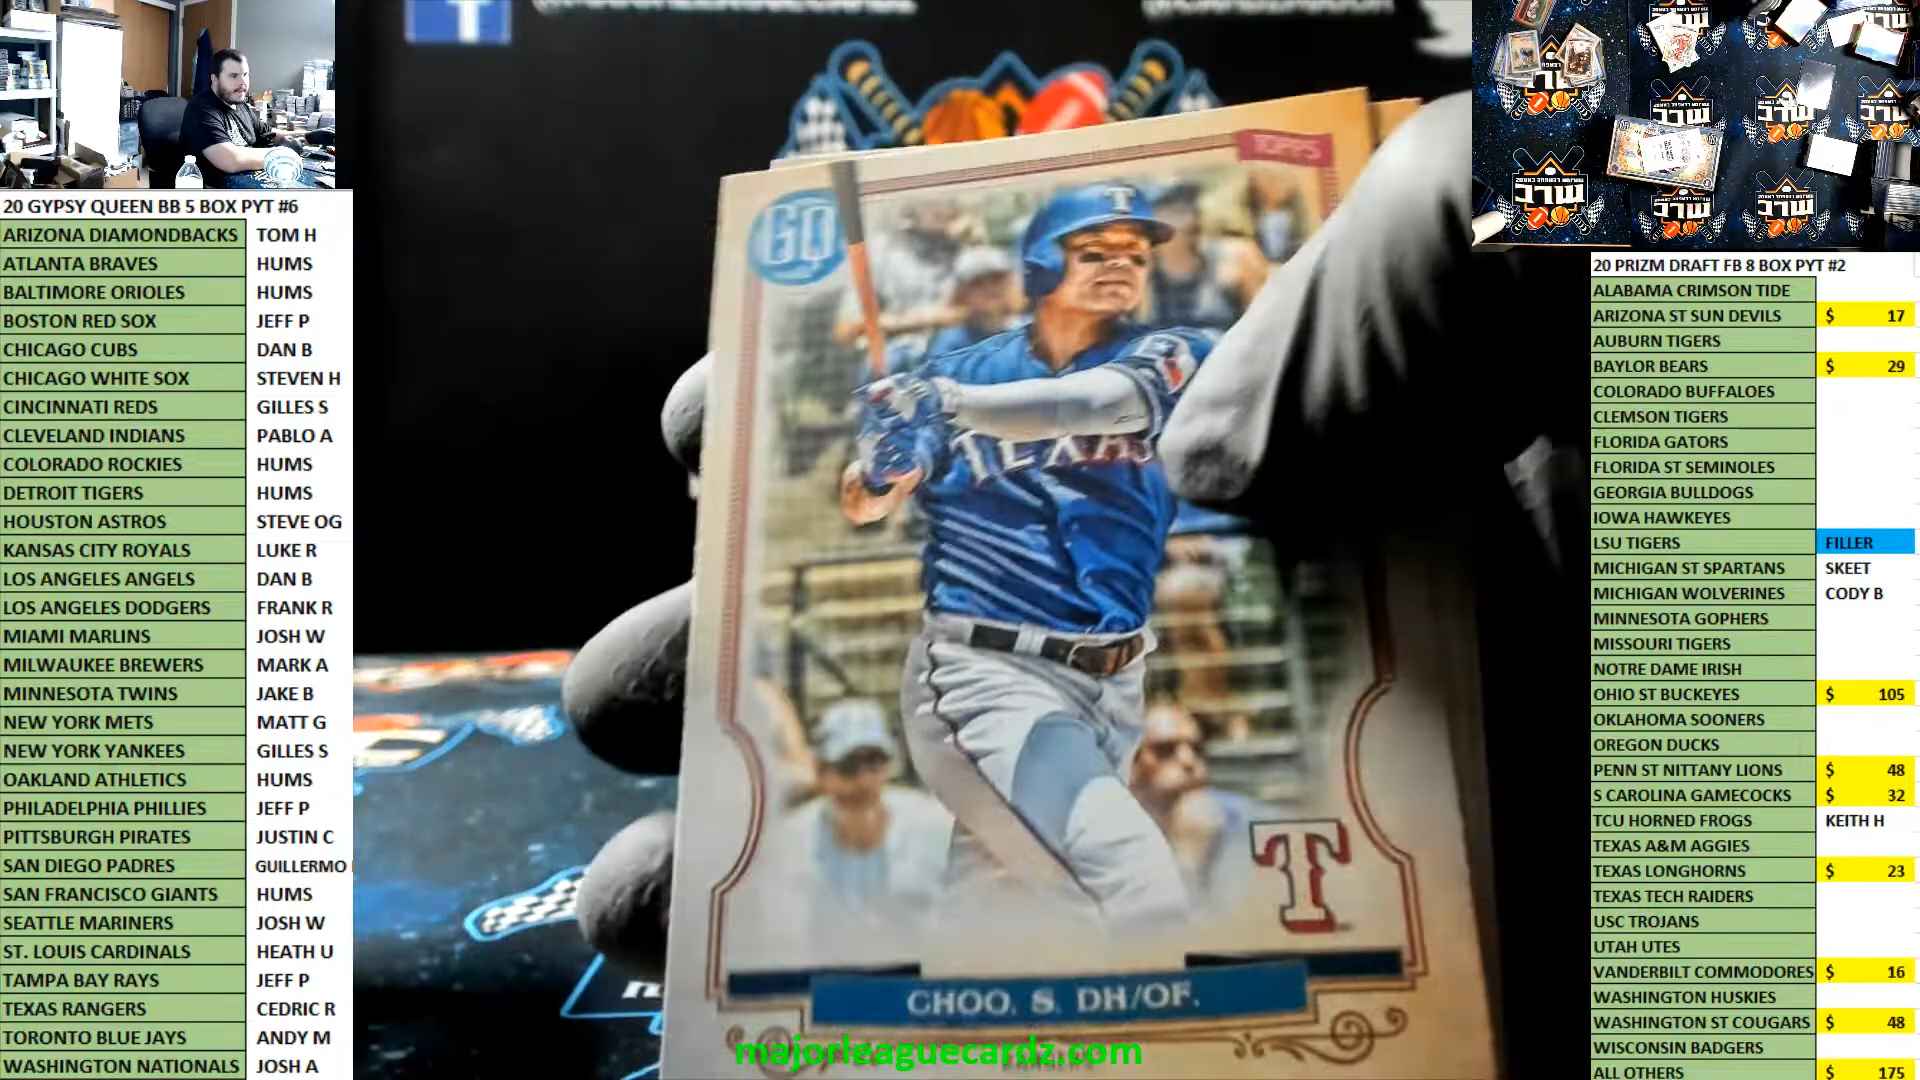 20 GYPSY QUEEN BB 5 BOX PYT #6
ARIZONA DIAMONDBACKS TOM H
ATLANTA BRAVES HUMS
BALTIMORE ORIOLES HUMS
BOSTON RED SOX JEFF P
CHICAGO CUBS DAN B
CHICAGO WHITE SOX STEVEN H
CINCINNATI REDS GILLES S
CLEVELAND INDIANS PABLO A
COLORADO ROCKIES HUMS
DETROIT TIGERS HUMS
HOUSTON ASTROS STEVE OG
KANSAS CITY ROYALS LUKE R
LOS ANGELES ANGELS DAN B
LOS ANGELES DODGERS FRANK R
MIAMI MARLINS JOSH W
MILWAUKEE BREWERS MARK A
MINNESOTA TWINS JAKE B
NEW YORK METS MATT G
NEW YORK YANKEES GILLES S
OAKLAND ATHLETICS HUMS
PHILADELPHIA PHILLIES JEFF P
PITTSBURGH PIRATES JUSTIN C
SAN DIEGO PADRES GUILLERMO
SAN FRANCISCO GIANTS HUMS
SEATTLE MARINERS JOSH W
ST. LOUIS CARDINALS HEATH U
TAMPA BAY RAYS JEFF P
TEXAS RANGERS CEDRIC R
TORONTO BLUE JAYS ANDY M
WASHINGTON NATIONALS JOSH A
TOPPS
GQ
T
TEXAS
T
CHOO, S. DH/OF.
majorleaguecardz.com
20 PRIZM DRAFT FB 8 BOX PYT #2
ALABAMA CRIMSON TIDE
ARIZONA ST SUN DEVILS $ 17
AUBURN TIGERS
BAYLOR BEARS $ 29
COLORADO BUFFALOES
CLEMSON TIGERS
FLORIDA GATORS
FLORIDA ST SEMINOLES
GEORGIA BULLDOGS
IOWA HAWKEYES
LSU TIGERS FILLER
MICHIGAN ST SPARTANS SKEET
MICHIGAN WOLVERINES CODY B
MINNESOTA GOPHERS
MISSOURI TIGERS
NOTRE DAME IRISH
OHIO ST BUCKEYES $ 105
OKLAHOMA SOONERS
OREGON DUCKS
PENN ST NITTANY LIONS $ 48
S CAROLINA GAMECOCKS $ 32
TCU HORNED FROGS KEITH H
TEXAS A&M AGGIES
TEXAS LONGHORNS $ 23
TEXAS TECH RAIDERS
USC TROJANS
UTAH UTES
VANDERBILT COMMODORES $ 16
WASHINGTON HUSKIES
WASHINGTON ST COUGARS $ 48
WISCONSIN BADGERS
ALL OTHERS $ 175